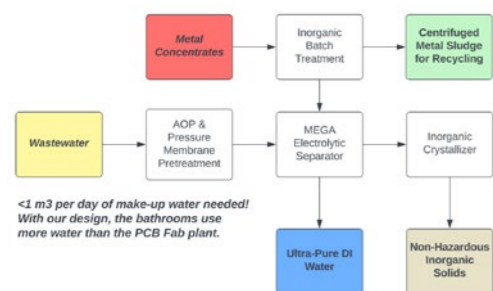 Metal
Concentrates
Inorganic
Batch
Treatment
Centrifuged
Metal Sludge
for Recycling
Wastewater
AOP &
Pressure
Membrane
Pretreatment
MEGA
Electrolytic
Separator
Inorganic
Crystallizer
<1 m3 per day of make-up water needed!
With our design, the bathrooms use
more water than the PCB Fab plant.
Ultra-Pure DI
Water
Non-Hazardous
Inorganic
Solids